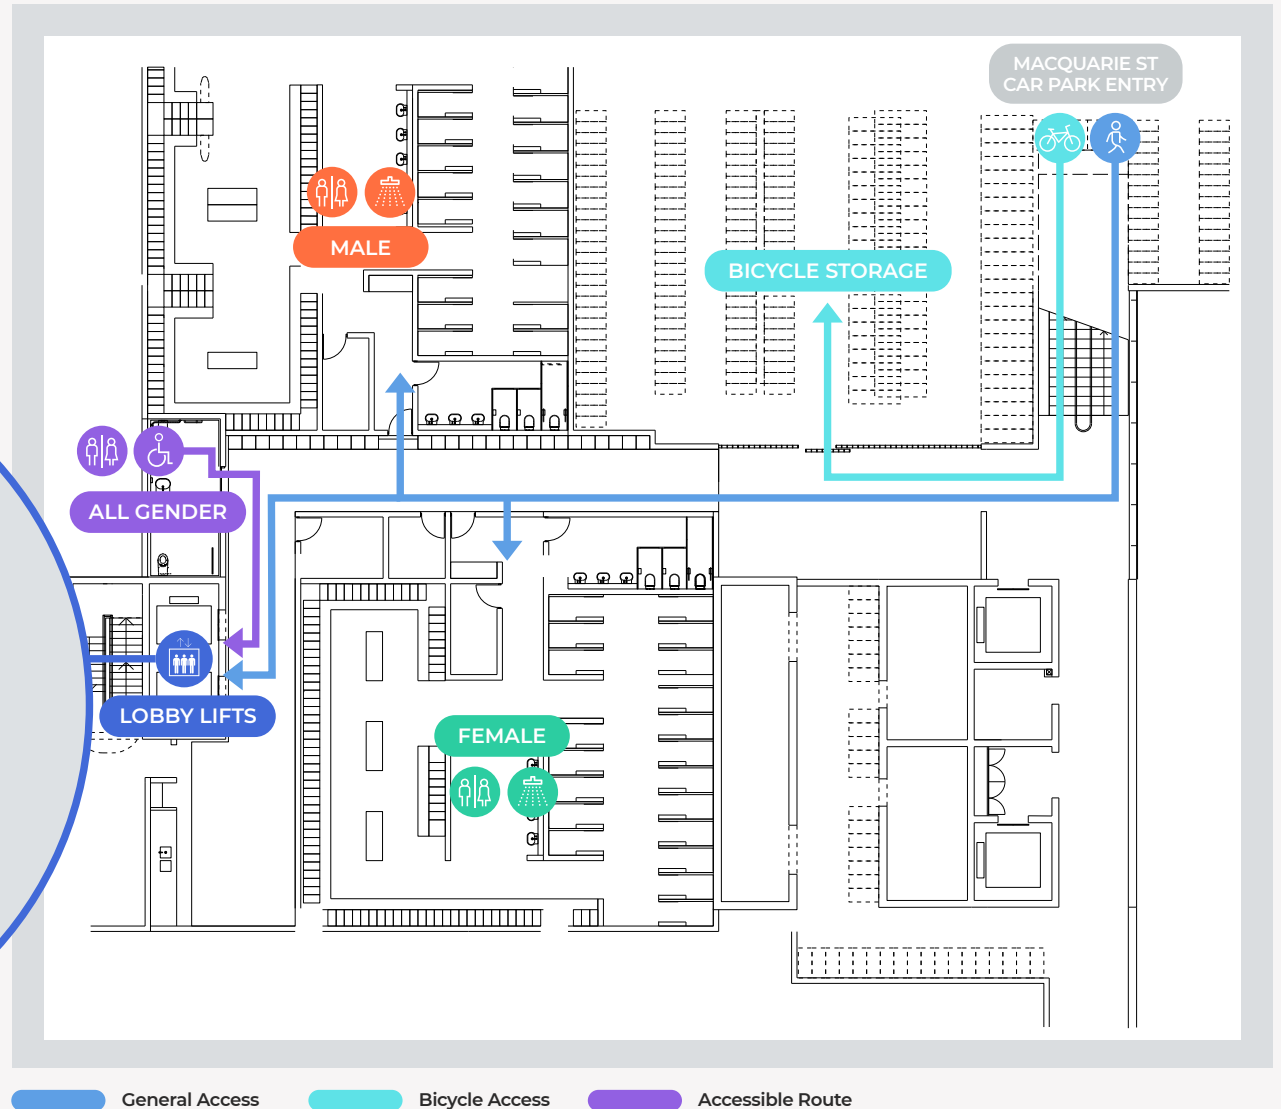 MACQUARIE ST
CAR PARK ENTRY
MALE
BICYCLE STORAGE
ALL GENDER
LOBBY LIFTS
FEMALE
General Access
Bicycle Access
Accessible Route